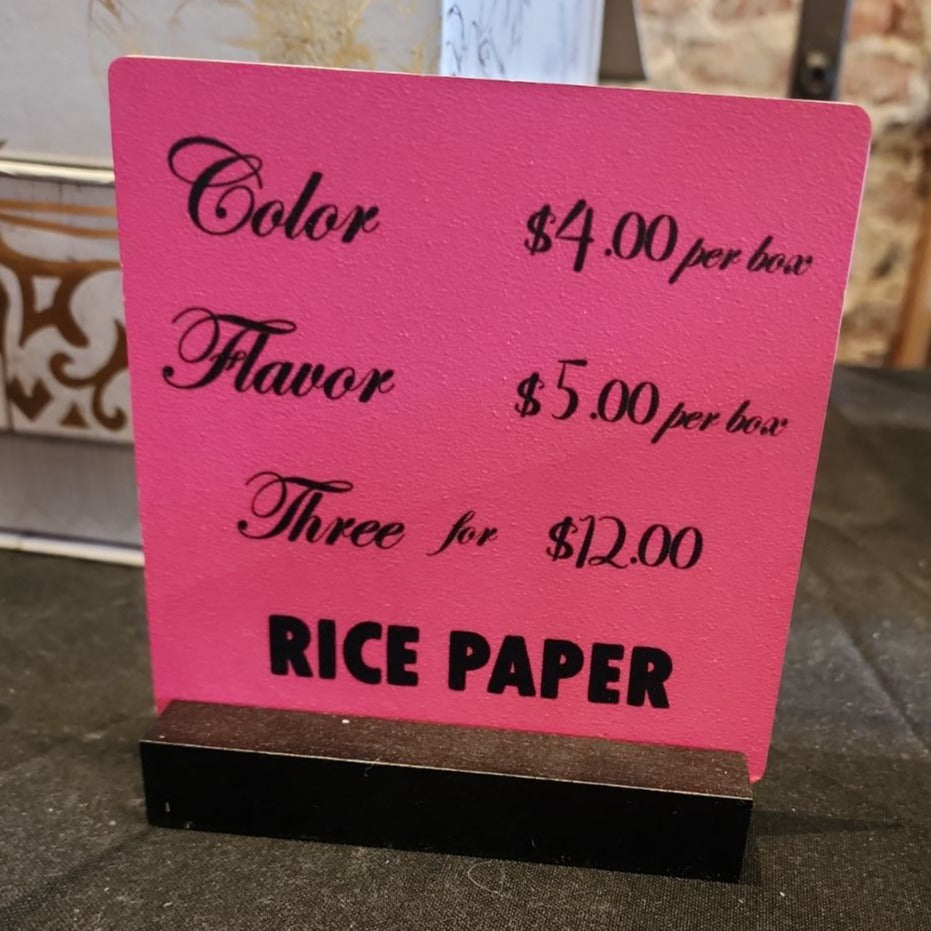 Color $4.00 per box
Flavor $5.00 per box
Three for $12.00
RICE PAPER